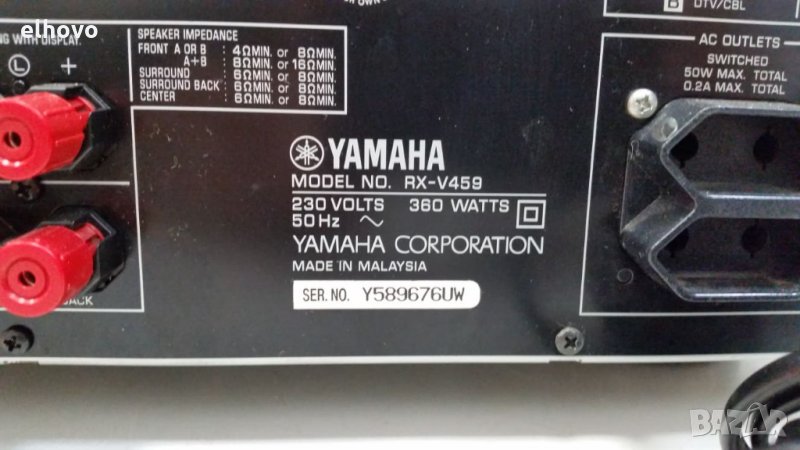 elhovo
OWN
B DTV/CBL
NG WITH DISPLAY.
SPEAKER IMPEDANCE
FRONT A OR B : 4ΩMIN. or 8ΩMIN.
A+B : 8ΩMIN. or 16ΩMIN.
SURROUND : 6ΩMIN. or 8ΩMIN.
SURROUND BACK : 6ΩMIN. or 8ΩMIN.
CENTER : 6ΩMIN. or 8ΩMIN.
L +
AC OUTLETS
SWITCHED
50W MAX. TOTAL
0.2A MAX. TOTAL
YAMAHA
MODEL NO. RX-V459
230 VOLTS 360 WATTS
50Hz ~
YAMAHA CORPORATION
MADE IN MALAYSIA
SER. NO. Y589676UW
BACK
BAZAR